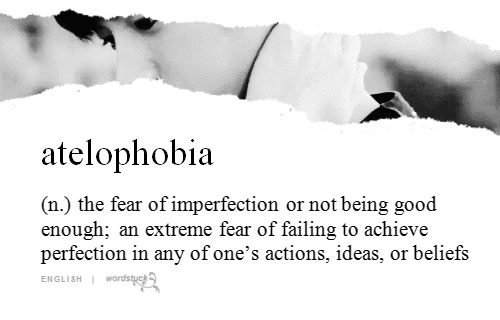 atelophobia
(n.) the fear of imperfection or not being good
enough; an extreme fear of failing to achieve
perfection in any of one's actions, ideas, or beliefs
ENGLISH | wordstuck